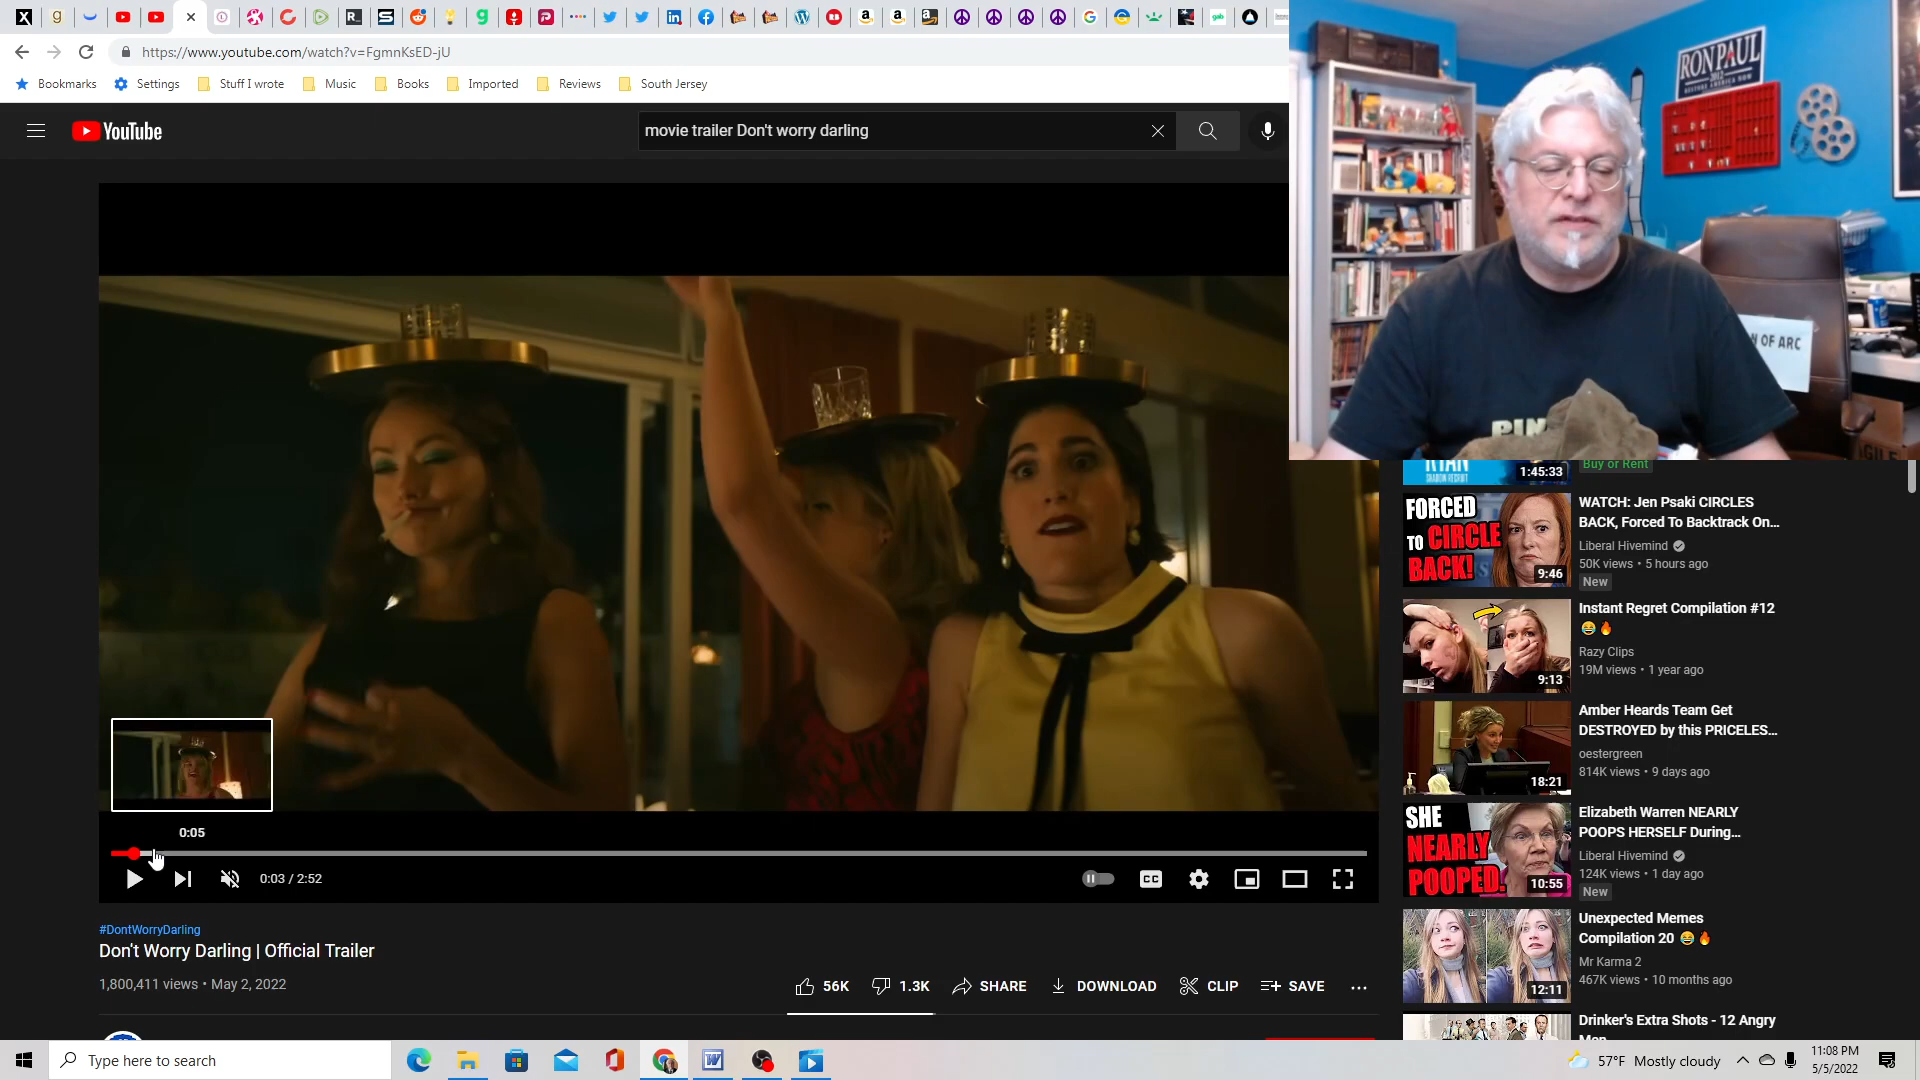 https://www.youtube.com/watch?v=FgmnKsED-jU
Bookmarks
Settings
Stuff I wrote
Music
Books
Imported
Reviews
South Jersey
YouTube
movie trailer Don't worry darling
RON PAUL
2012
RESTORE AMERICA NOW
OF ARC
0:05
0:03 / 2:52
CC
#DontWorryDarling
Don't Worry Darling | Official Trailer
1,800,411 views • May 2, 2022
56K
1.3K
SHARE
DOWNLOAD
CLIP
SAVE
RYAN
1:45:33
Buy or Rent
FORCED
TO CIRCLE
BACK!
9:46
WATCH: Jen Psaki CIRCLES
BACK, Forced To Backtrack On...
Liberal Hivemind
50K views • 5 hours ago
New
9:13
Instant Regret Compilation #12
😂🔥
Razy Clips
19M views • 1 year ago
18:21
Amber Heards Team Get
DESTROYED by this PRICELES...
oestergreen
814K views • 9 days ago
SHE
NEARLY
POOPED.
10:55
Elizabeth Warren NEARLY
POOPS HERSELF During...
Liberal Hivemind
124K views • 1 day ago
New
12:11
Unexpected Memes
Compilation 20 😂🔥
Mr Karma 2
467K views • 10 months ago
Drinker's Extra Shots - 12 Angry
Type here to search
57°F Mostly cloudy
11:08 PM
5/5/2022